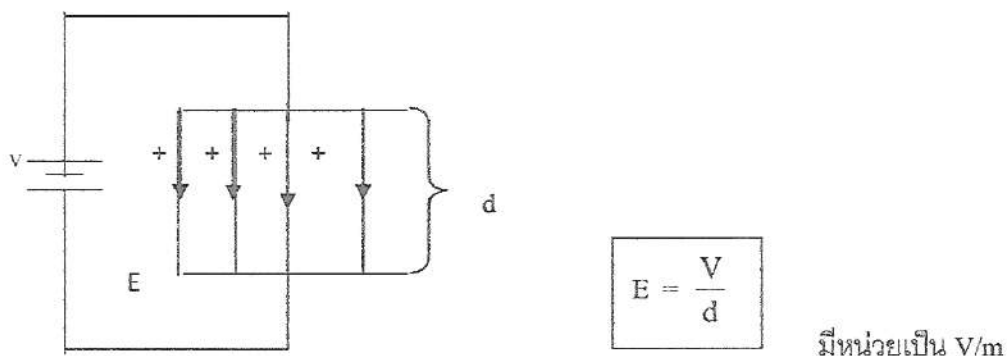 + + + +
V
d
E
E = V/d
มีหน่วยเป็น V/m